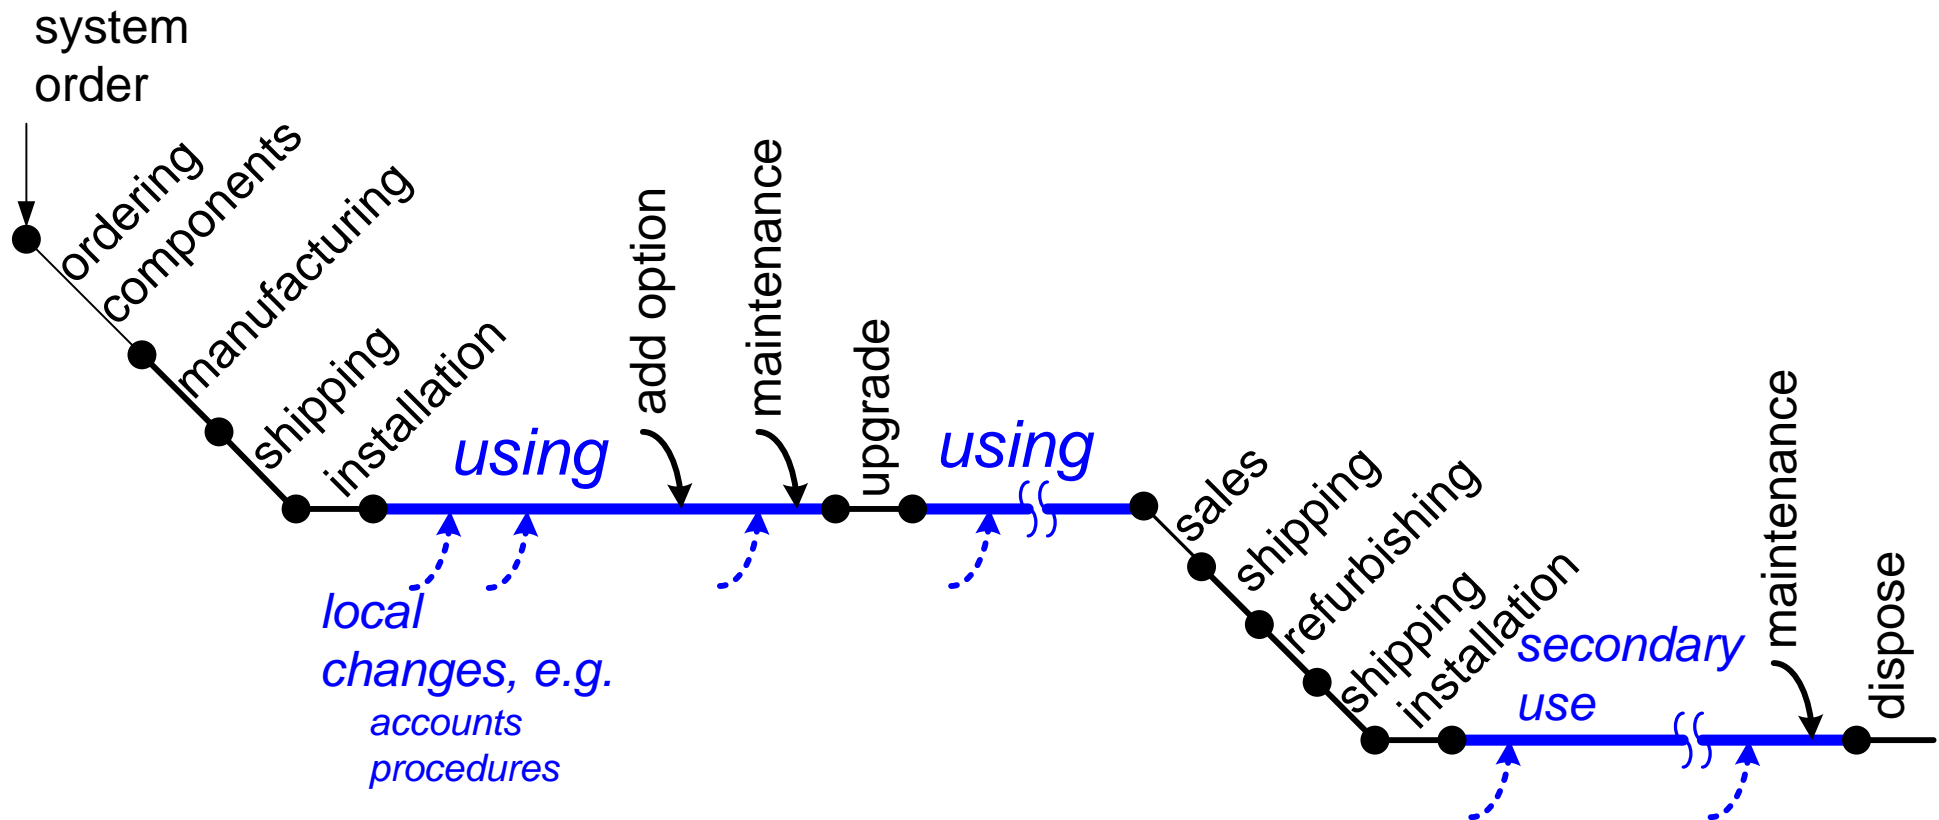 system
order
ordering
components
manufacturing
shipping
installation
using
add option
maintenance
upgrade
using
local
changes, e.g.
accounts
procedures
sales
shipping
refurbishing
shipping
installation
secondary
use
maintenance
dispose